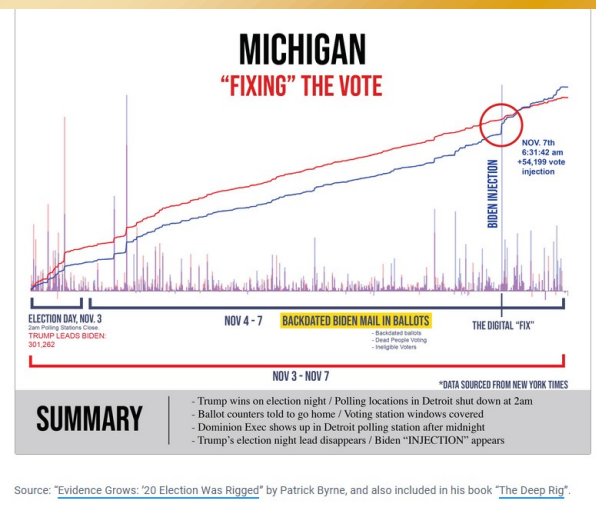 MICHIGAN
"FIXING" THE VOTE
NOV. 7th
6:31:42 am
+54,199 vote
injection
BIDEN INJECTION
ELECTION DAY, NOV. 3
2am Polling Stations Close.
TRUMP LEADS BIDEN:
301,262
NOV 4 - 7 BACKDATED BIDEN MAIL IN BALLOTS
- Backdated ballots
- Dead People Voting
- Ineligible Voters
THE DIGITAL "FIX"
NOV 3 - NOV 7
*DATA SOURCED FROM NEW YORK TIMES
SUMMARY
- Trump wins on election night / Polling locations in Detroit shut down at 2am
- Ballot counters told to go home / Voting station windows covered
- Dominion Exec shows up in Detroit polling station after midnight
- Trump's election night lead disappears / Biden "INJECTION" appears
Source: "Evidence Grows: '20 Election Was Rigged" by Patrick Byrne, and also included in his book "The Deep Rig".